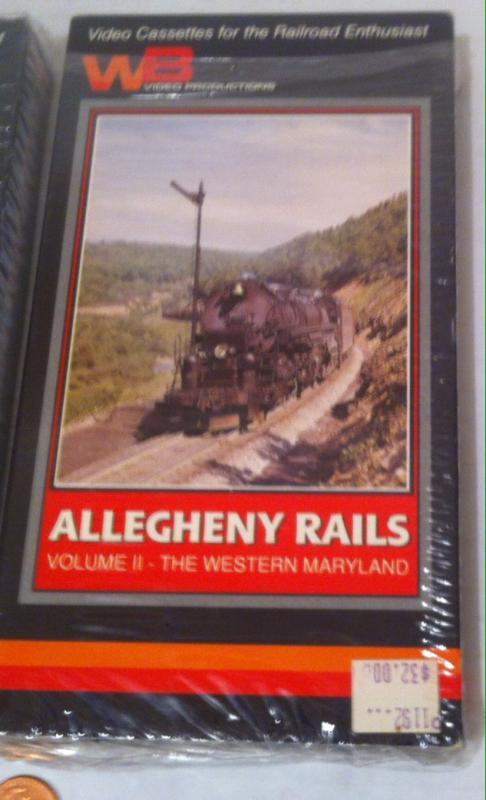 Video Cassettes for the Railroad Enthusiast
WB
VIDEO PRODUCTIONS
ALLEGHENY RAILS
VOLUME II - THE WESTERN MARYLAND
$32.00